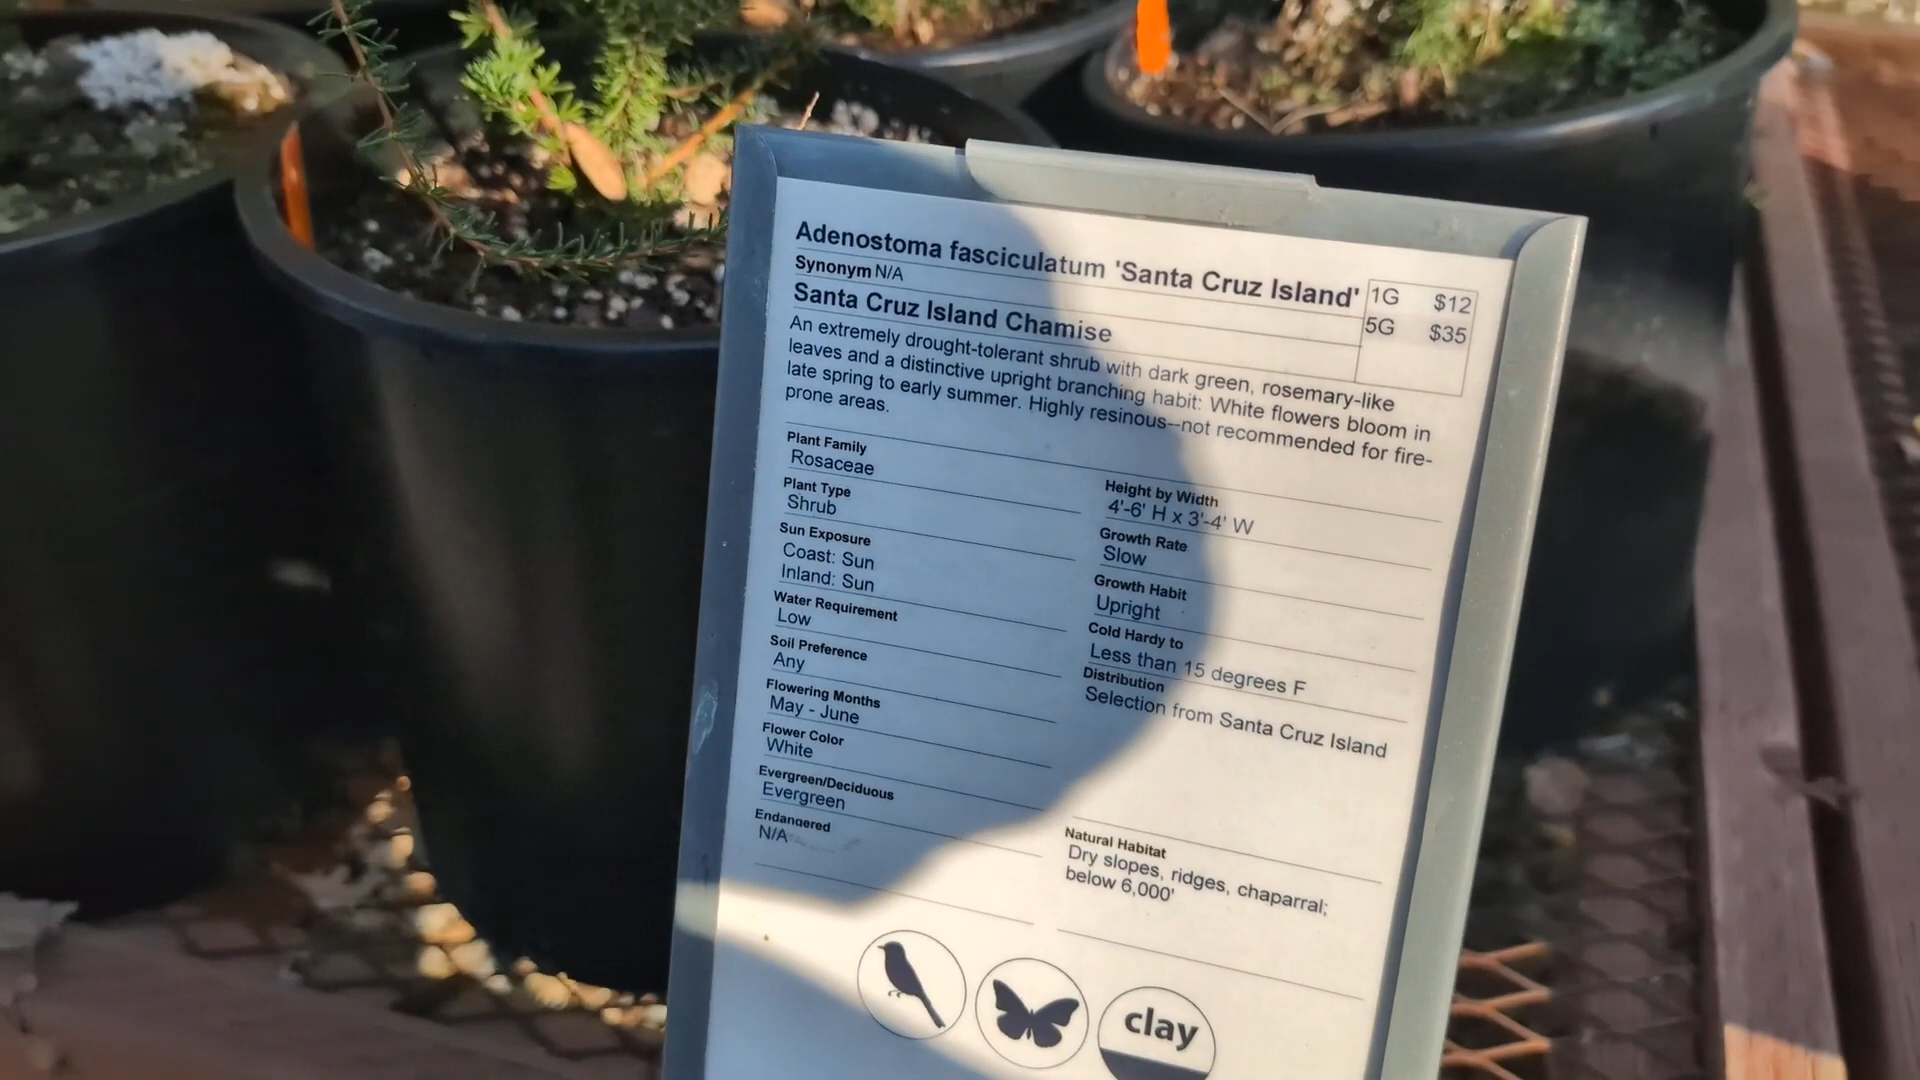 Adenostoma fasciculatum 'Santa Cruz Island'
1G $12
Synonym N/A
5G $35
Santa Cruz Island Chamise
An extremely drought-tolerant shrub with dark green, rosemary-like
leaves and a distinctive upright branching habit: White flowers bloom in
late spring to early summer. Highly resinous--not recommended for fire-
prone areas.
Plant Family
Rosaceae
Plant Type
Shrub
Sun Exposure
Coast: Sun
Inland: Sun
Water Requirement
Low
Soil Preference
Any
Flowering Months
May - June
Flower Color
White
Evergreen/Deciduous
Evergreen
Endangered
N/A
Height by Width
4'-6' H x 3'-4' W
Growth Rate
Slow
Growth Habit
Upright
Cold Hardy to
Less than 15 degrees F
Distribution
Selection from Santa Cruz Island
Natural Habitat
Dry slopes, ridges, chaparral;
below 6,000'
clay